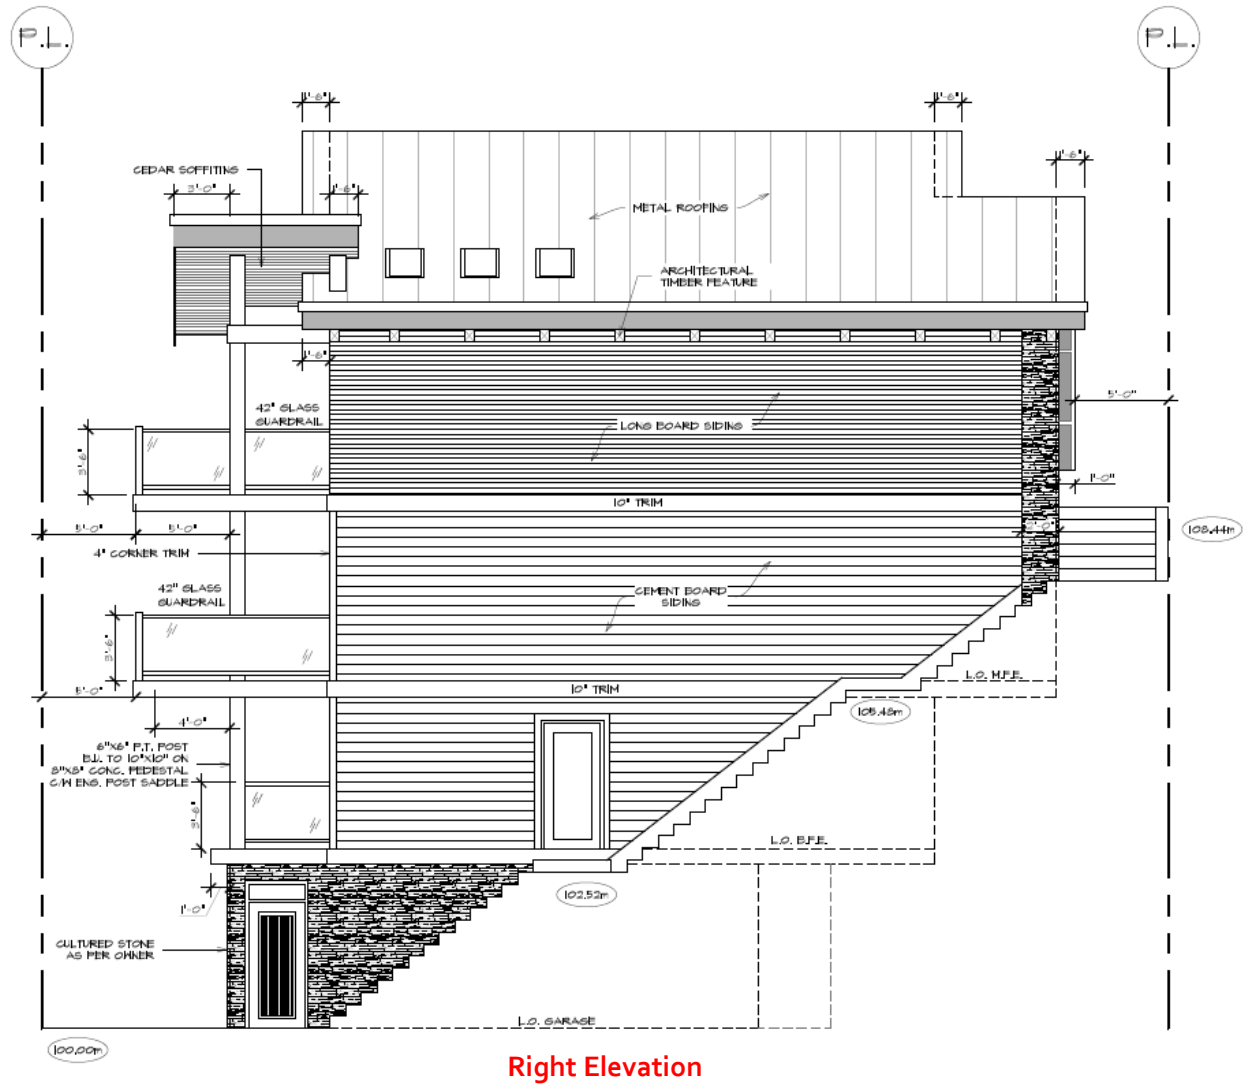 P.L.
P.L.
1'-6"
1'-6"
1'-6"
CEDAR SOFFITING
3'-0"
1'-6"
METAL ROOFING
ARCHITECTURAL
TIMBER FEATURE
1'-6"
5'-0"
42" GLASS
GUARDRAIL
LONG BOARD SIDING
3'-6"
1'-0"
10" TRIM
5'-0"
5'-0"
108.44m
4" CORNER TRIM
42" GLASS
GUARDRAIL
CEMENT BOARD
SIDING
3'-6"
L.O. M.F.E.
5'-0"
10" TRIM
105.48m
4'-0"
6"X6" P.T. POST
B.U. TO 10"X10" ON
8"X8" CONC. PEDESTAL
C/W ENG. POST SADDLE
3'-6"
L.O. B.F.E.
102.52m
1'-0"
CULTURED STONE
AS PER OWNER
L.O. GARAGE
100.00m
Right Elevation